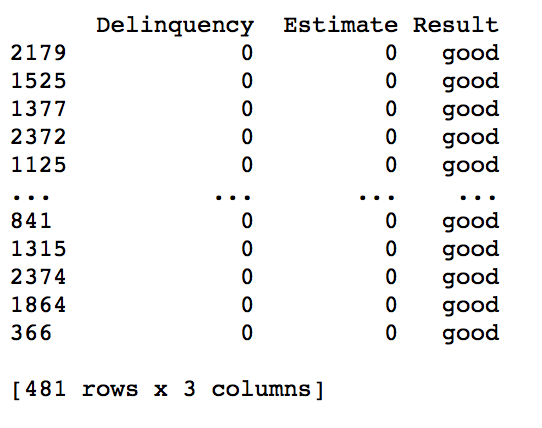 Delinquency Estimate Result
2179 0 0 good
1525 0 0 good
1377 0 0 good
2372 0 0 good
1125 0 0 good
... ... ... ...
841 0 0 good
1315 0 0 good
2374 0 0 good
1864 0 0 good
366 0 0 good
[481 rows x 3 columns]